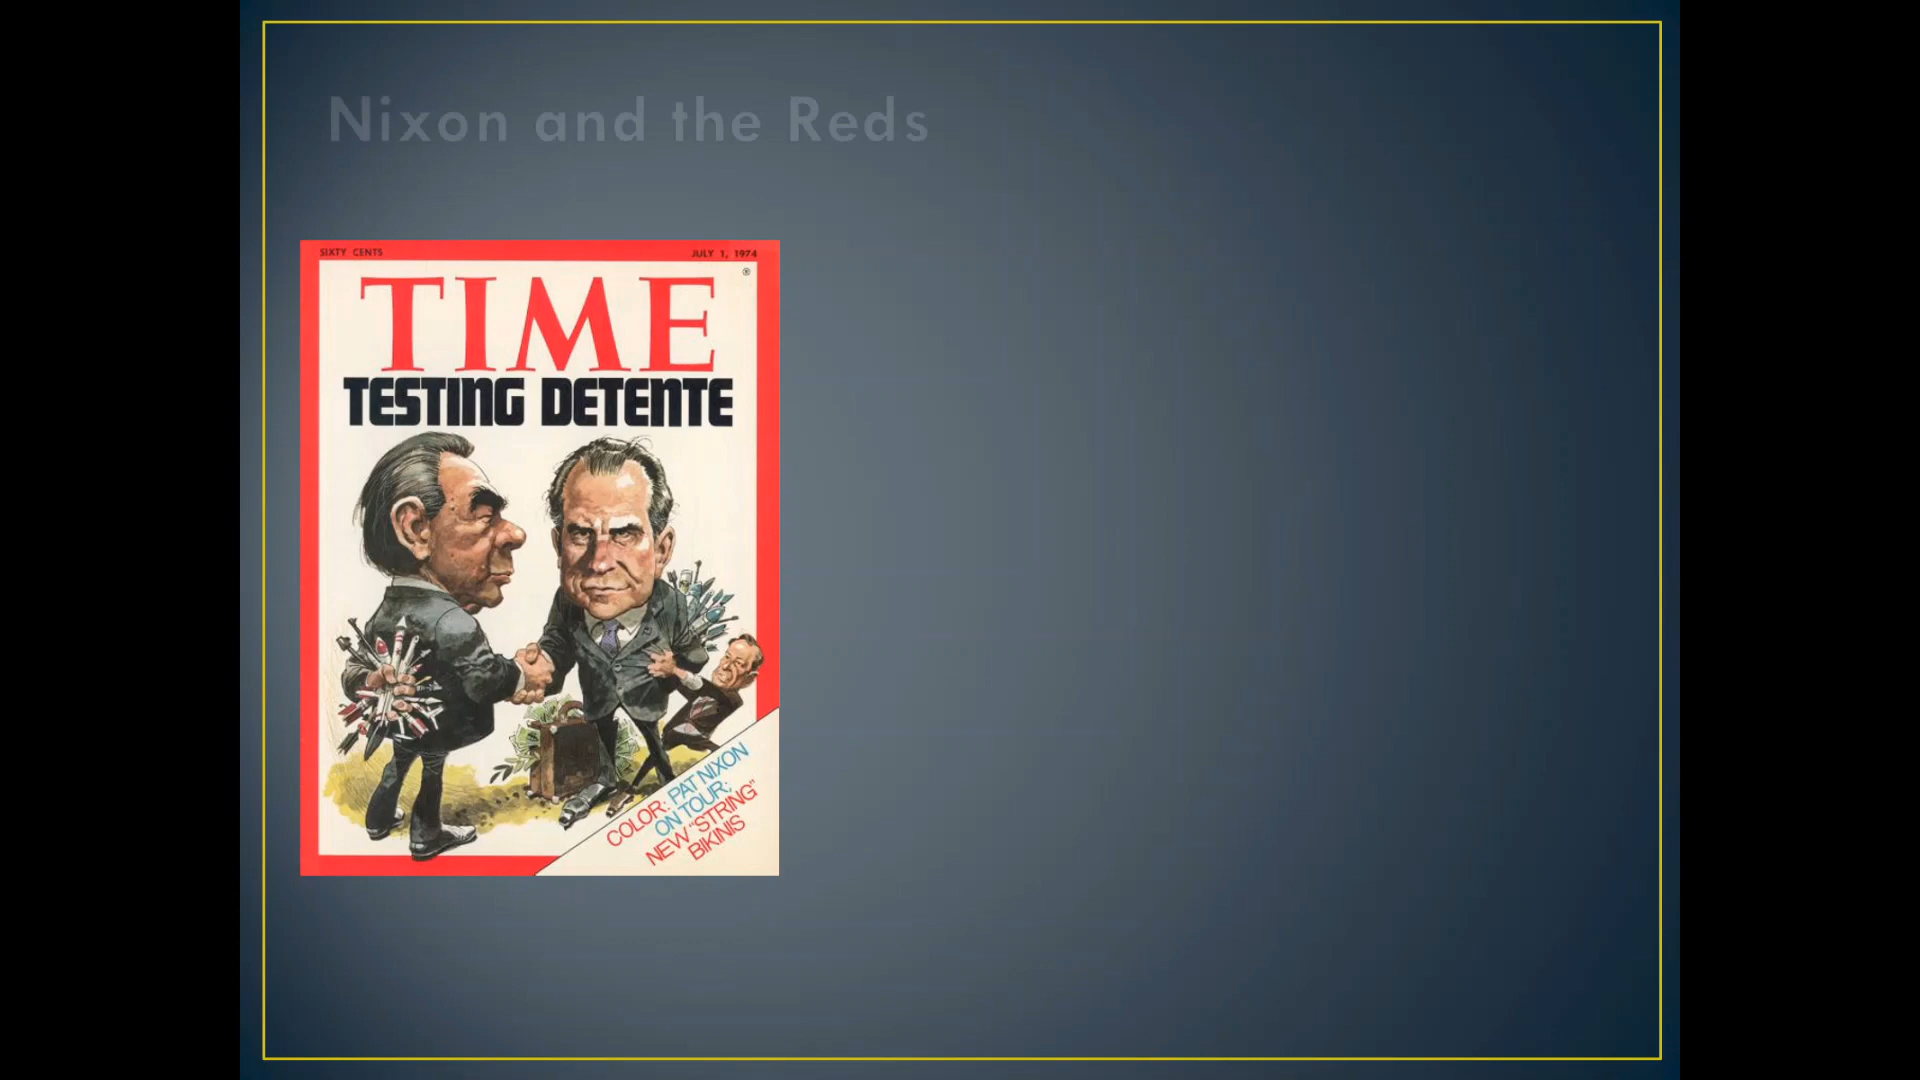 Nixon and the Reds
SIXTY CENTS
JULY 1, 1974
®
TIME
TESTING DETENTE
COLOR: PAT NIXON
ON TOUR;
NEW "STRING"
BIKINIS